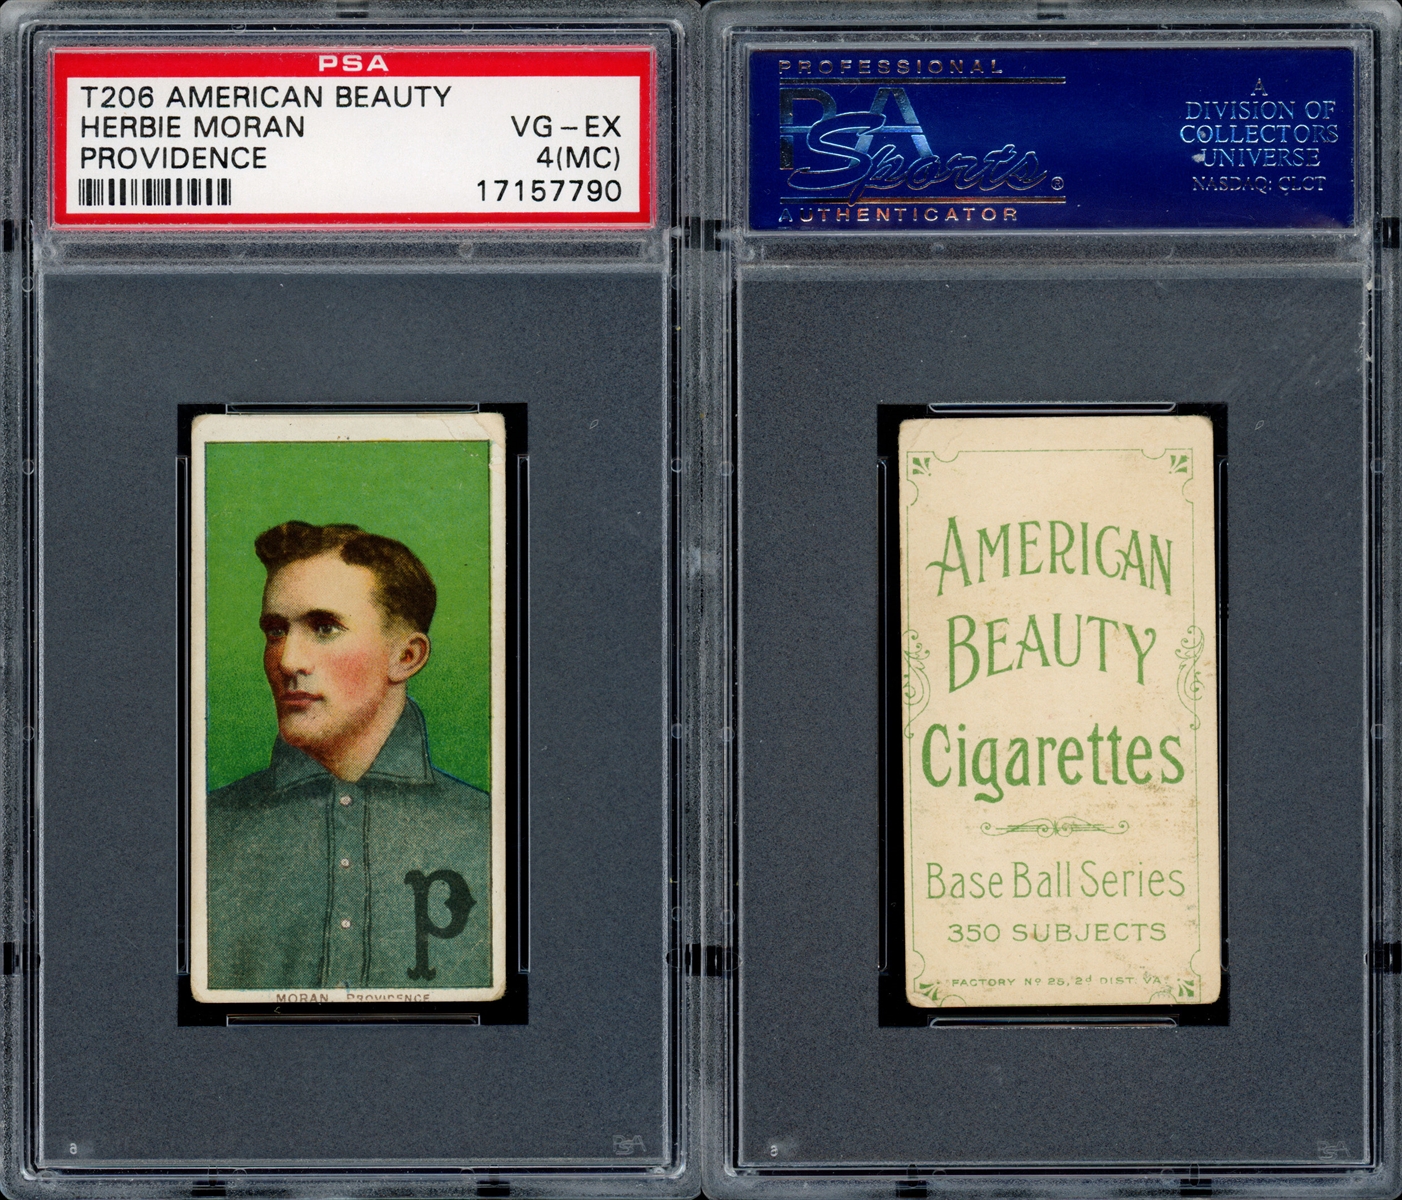 PSA
T206 AMERICAN BEAUTY
HERBIE MORAN VG-EX
PROVIDENCE 4(MC)
17157790
MORAN, PROVIDENCE
PSA
PROFESSIONAL
PSA
Sports®
AUTHENTICATOR
A
DIVISION OF
COLLECTORS
UNIVERSE
NASDAQ: CLCT
AMERICAN
BEAUTY
Cigarettes
Base Ball Series
350 SUBJECTS
FACTORY Nº 25, 2d DIST. VA.
PSA